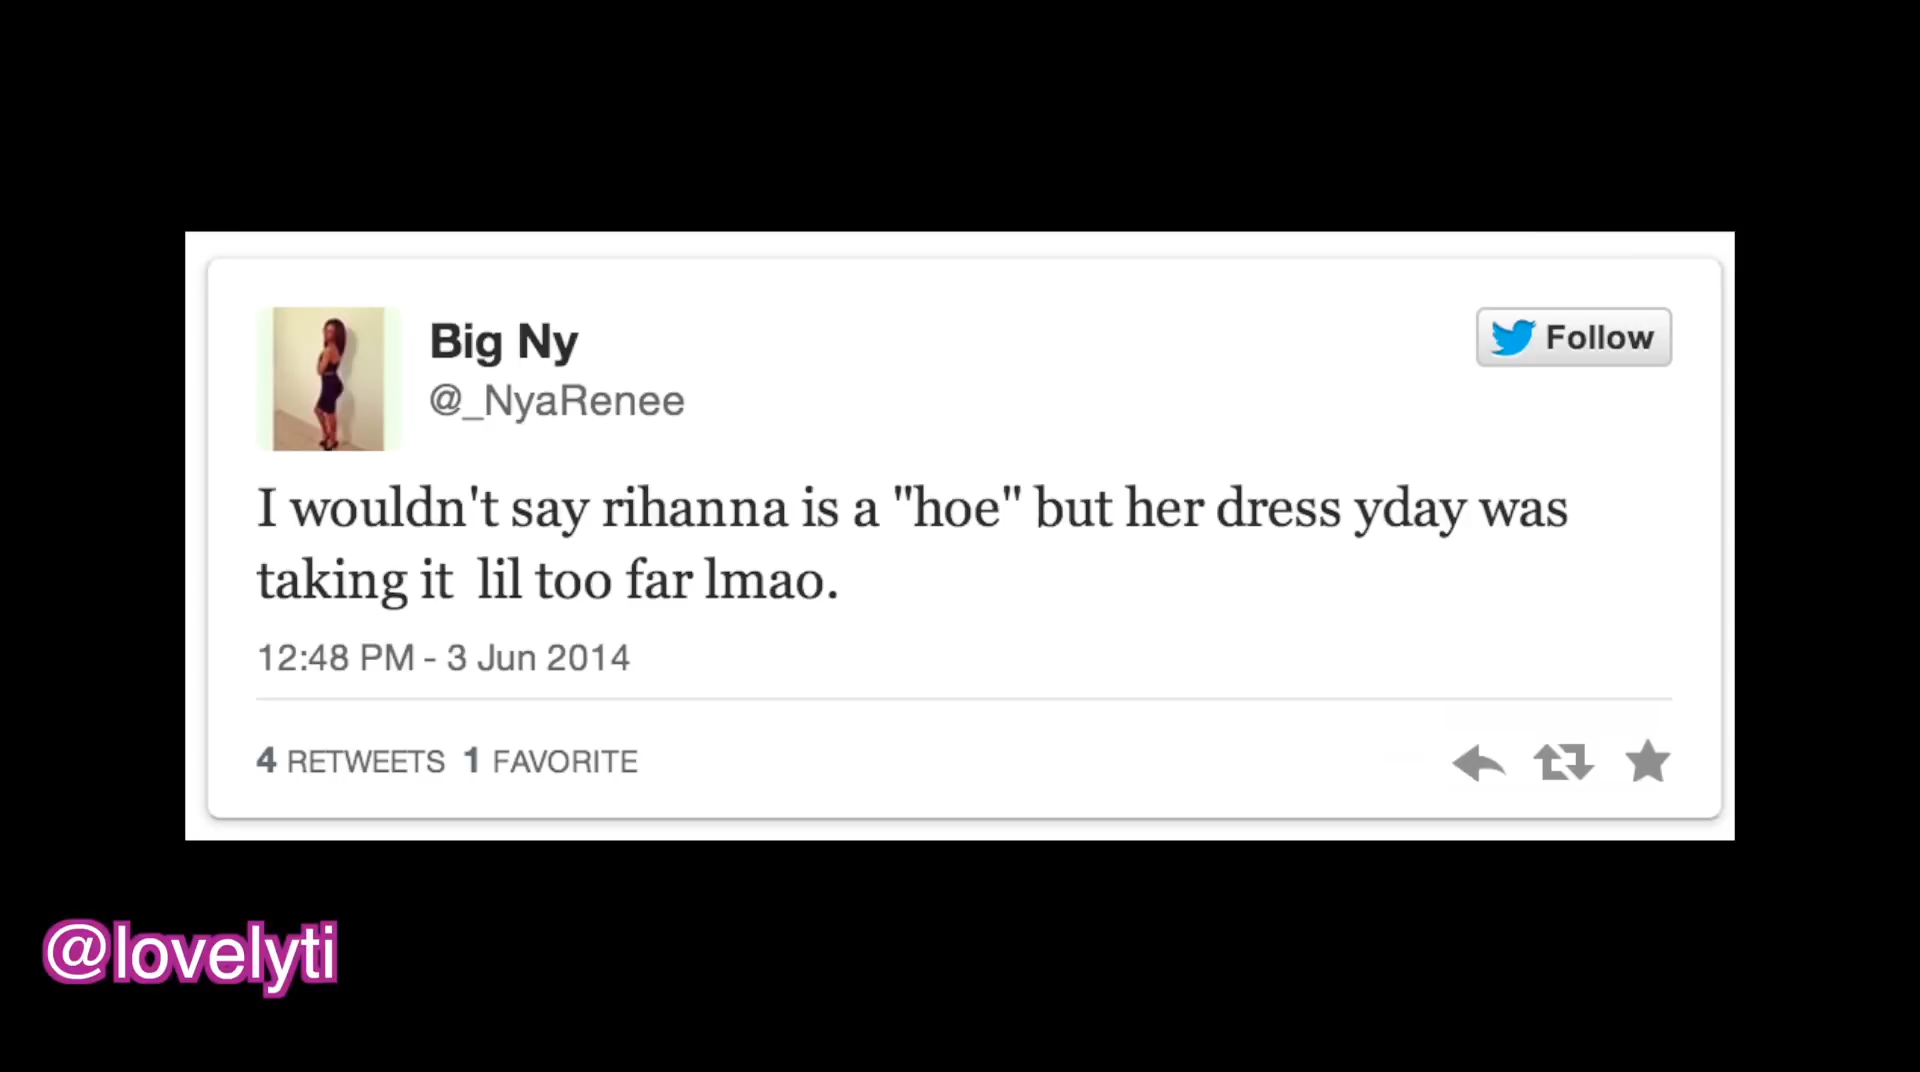 Big Ny
@_NyaRenee
Follow
I wouldn't say rihanna is a "hoe" but her dress yday was
taking it lil too far lmao.
12:48 PM - 3 Jun 2014
4 RETWEETS 1 FAVORITE
@lovelyti